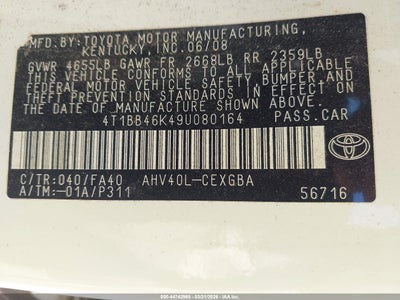 MFD. BY: TOYOTA MOTOR MANUFACTURING,
KENTUCKY, INC. 06/08
GVWR 4655LB GAWR FR 2668LB RR 2359LB
THIS VEHICLE CONFORMS TO ALL APPLICABLE
FEDERAL MOTOR VEHICLE SAFETY, BUMPER, AND
THEFT PREVENTION STANDARDS IN EFFECT ON THE
DATE OF MANUFACTURE SHOWN ABOVE.
4T1BB46K49U080164 PASS.CAR
TOYOTA
C/TR:040/FA40 AHV40L-CEXGBA
A/TM:-01A/P311 56716